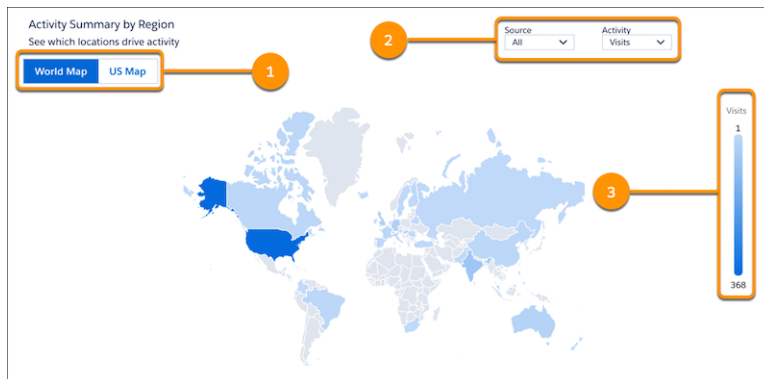 Activity Summary by Region
See which locations drive activity
World Map US Map
1
2
Source Activity
All Visits
3
Visits
1
368